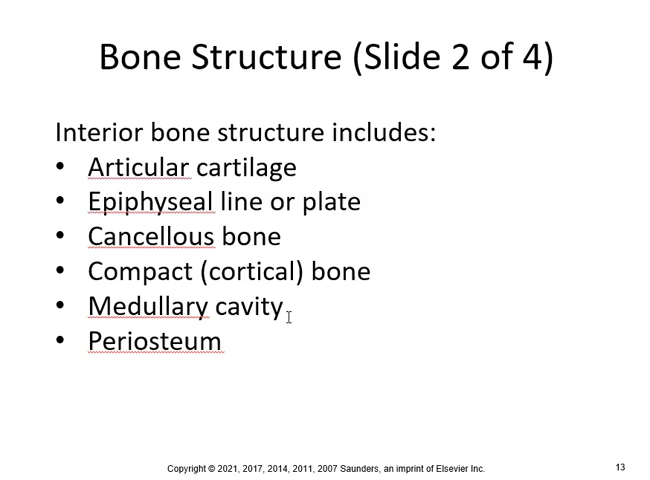 Bone Structure (Slide 2 of 4)
Interior bone structure includes:
• Articular cartilage
• Epiphyseal line or plate
• Cancellous bone
• Compact (cortical) bone
• Medullary cavity
• Periosteum
Copyright © 2021, 2017, 2014, 2011, 2007 Saunders, an imprint of Elsevier Inc.
13